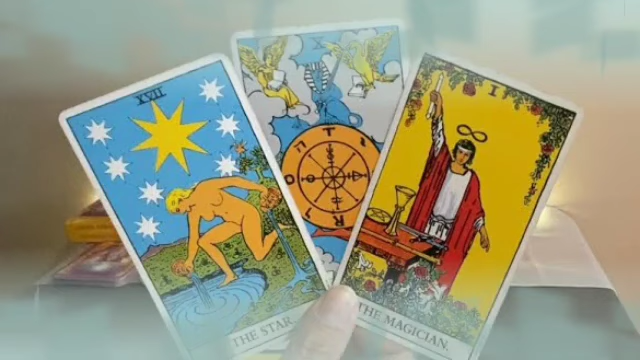 XVII
THE STAR.
X
T
A
R
O
I
THE MAGICIAN.